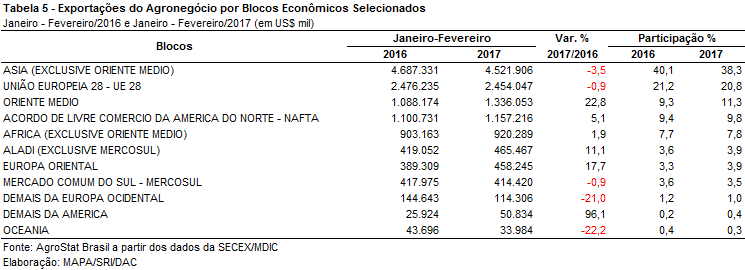 Tabela 5 - Exportações do Agronegócio por Blocos Econômicos Selecionados
Janeiro - Fevereiro/2016 e Janeiro - Fevereiro/2017 (em US$ mil)
Blocos Janeiro-Fevereiro Var. % Participação %
2016 2017 2017/2016 2016 2017
ASIA (EXCLUSIVE ORIENTE MEDIO) 4.687.331 4.521.906 -3,5 40,1 38,3
UNIÃO EUROPEIA 28 - UE 28 2.476.235 2.454.047 -0,9 21,2 20,8
ORIENTE MEDIO 1.088.174 1.336.053 22,8 9,3 11,3
ACORDO DE LIVRE COMERCIO DA AMERICA DO NORTE - NAFTA 1.100.731 1.157.216 5,1 9,4 9,8
AFRICA (EXCLUSIVE ORIENTE MEDIO) 903.163 920.289 1,9 7,7 7,8
ALADI (EXCLUSIVE MERCOSUL) 419.052 465.467 11,1 3,6 3,9
EUROPA ORIENTAL 389.309 458.245 17,7 3,3 3,9
MERCADO COMUM DO SUL - MERCOSUL 417.975 414.420 -0,9 3,6 3,5
DEMAIS DA EUROPA OCIDENTAL 144.643 114.306 -21,0 1,2 1,0
DEMAIS DA AMERICA 25.924 50.834 96,1 0,2 0,4
OCEANIA 43.696 33.984 -22,2 0,4 0,3
Fonte: AgroStat Brasil a partir dos dados da SECEX/MDIC
Elaboração: MAPA/SRI/DAC